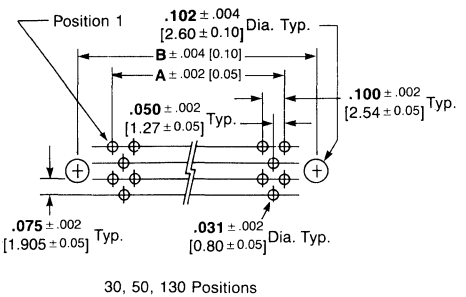 Position 1
.102 ± .004
[2.60 ± 0.10] Dia. Typ.
B ± .004 [0.10]
A ± .002 [0.05]
.100 ± .002
[2.54 ± 0.05] Typ.
.050 ± .002
[1.27 ± 0.05] Typ.
.075 ± .002
[1.905 ± 0.05] Typ.
.031 ± .002
[0.80 ± 0.05] Dia. Typ.
30, 50, 130 Positions